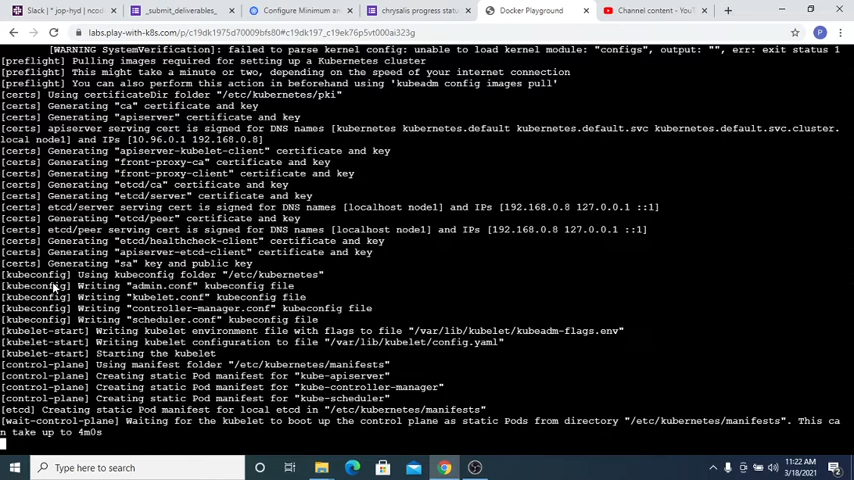 Slack | * jop-hyd | ncod
_submit_deliverables_
Configure Minimum an
chrysalis progress statu
Docker Playground
Channel content - YouT
labs.play-with-k8s.com/p/c19dk1975d70009bfs80#c19dk197_c19ek7p5vt0000ai323g
[WARNING SystemVerification]: failed to parse kernel config: unable to load kernel module: "configs", output: "", err: exit status 1
[preflight] Pulling images required for setting up a Kubernetes cluster
[preflight] This might take a minute or two, depending on the speed of your internet connection
[preflight] You can also perform this action in beforehand using 'kubeadm config images pull'
[certs] Using certificateDir folder "/etc/kubernetes/pki"
[certs] Generating "ca" certificate and key
[certs] Generating "apiserver" certificate and key
[certs] apiserver serving cert is signed for DNS names [kubernetes kubernetes.default kubernetes.default.svc kubernetes.default.svc.cluster.
local node1] and IPs [10.96.0.1 192.168.0.8]
[certs] Generating "apiserver-kubelet-client" certificate and key
[certs] Generating "front-proxy-ca" certificate and key
[certs] Generating "front-proxy-client" certificate and key
[certs] Generating "etcd/ca" certificate and key
[certs] Generating "etcd/server" certificate and key
[certs] etcd/server serving cert is signed for DNS names [localhost node1] and IPs [192.168.0.8 127.0.0.1 ::1]
[certs] Generating "etcd/peer" certificate and key
[certs] etcd/peer serving cert is signed for DNS names [localhost node1] and IPs [192.168.0.8 127.0.0.1 ::1]
[certs] Generating "etcd/healthcheck-client" certificate and key
[certs] Generating "apiserver-etcd-client" certificate and key
[certs] Generating "sa" key and public key
[kubeconfig] Using kubeconfig folder "/etc/kubernetes"
[kubeconfig] Writing "admin.conf" kubeconfig file
[kubeconfig] Writing "kubelet.conf" kubeconfig file
[kubeconfig] Writing "controller-manager.conf" kubeconfig file
[kubeconfig] Writing "scheduler.conf" kubeconfig file
[kubelet-start] Writing kubelet environment file with flags to file "/var/lib/kubelet/kubeadm-flags.env"
[kubelet-start] Writing kubelet configuration to file "/var/lib/kubelet/config.yaml"
[kubelet-start] Starting the kubelet
[control-plane] Using manifest folder "/etc/kubernetes/manifests"
[control-plane] Creating static Pod manifest for "kube-apiserver"
[control-plane] Creating static Pod manifest for "kube-controller-manager"
[control-plane] Creating static Pod manifest for "kube-scheduler"
[etcd] Creating static Pod manifest for local etcd in "/etc/kubernetes/manifests"
[wait-control-plane] Waiting for the kubelet to boot up the control plane as static Pods from directory "/etc/kubernetes/manifests". This ca
n take up to 4m0s
Type here to search
11:22 AM
3/18/2021